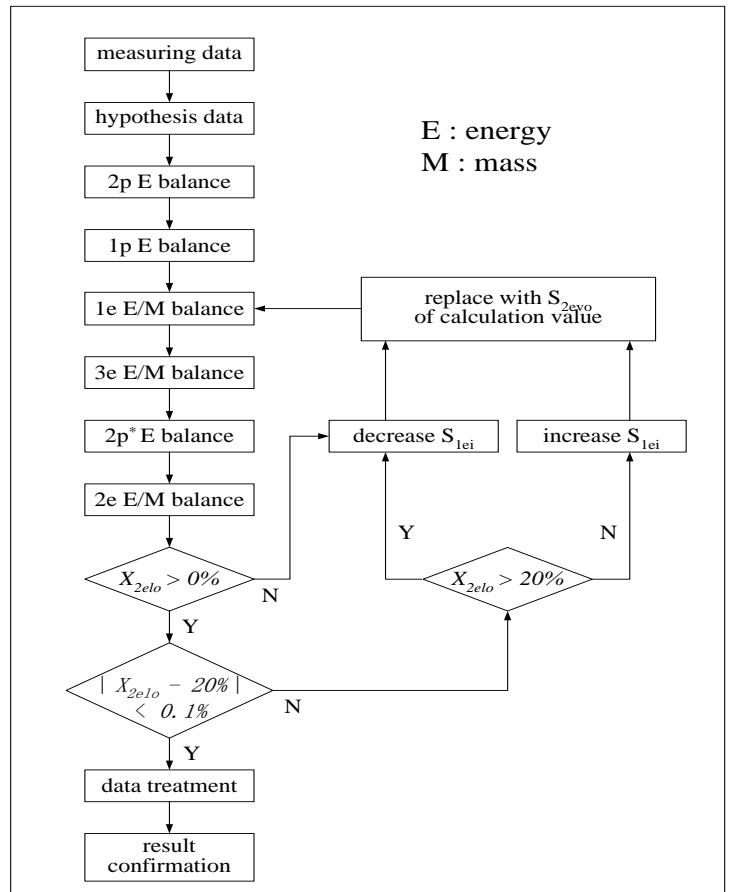 measuring data
hypothesis data
E : energy
M : mass
2p E balance
1p E balance
1e E/M balance
replace with S₂ₑᵥₒ
of calculation value
3e E/M balance
2p* E balance
decrease S₁ₑᵢ
increase S₁ₑᵢ
2e E/M balance
Y
N
X₂ₑₗₒ > 0%
N
X₂ₑₗₒ > 20%
Y
| X₂ₑₗₒ - 20% |
< 0.1%
N
Y
data treatment
result
confirmation